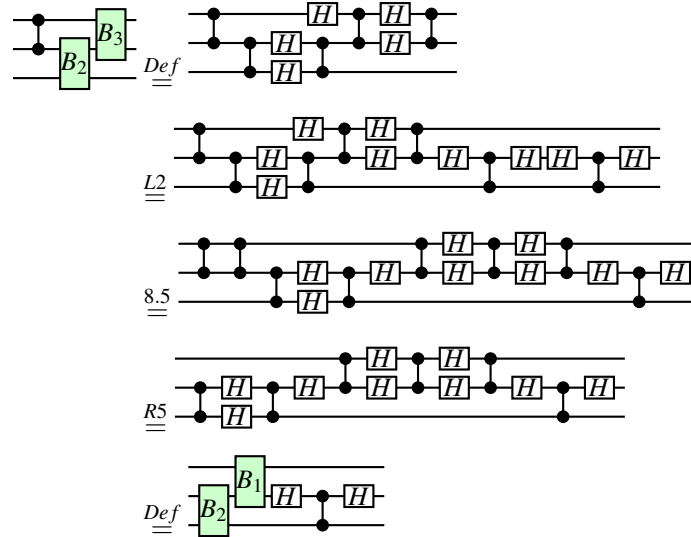 H H
B₃ H H
B₂ Def = H
H H
H H H H H H
L2 = H
H H
H H H H H H
8.5 = H
H H
H H H H H H
R5 = H
B₁ H H
Def = B₂